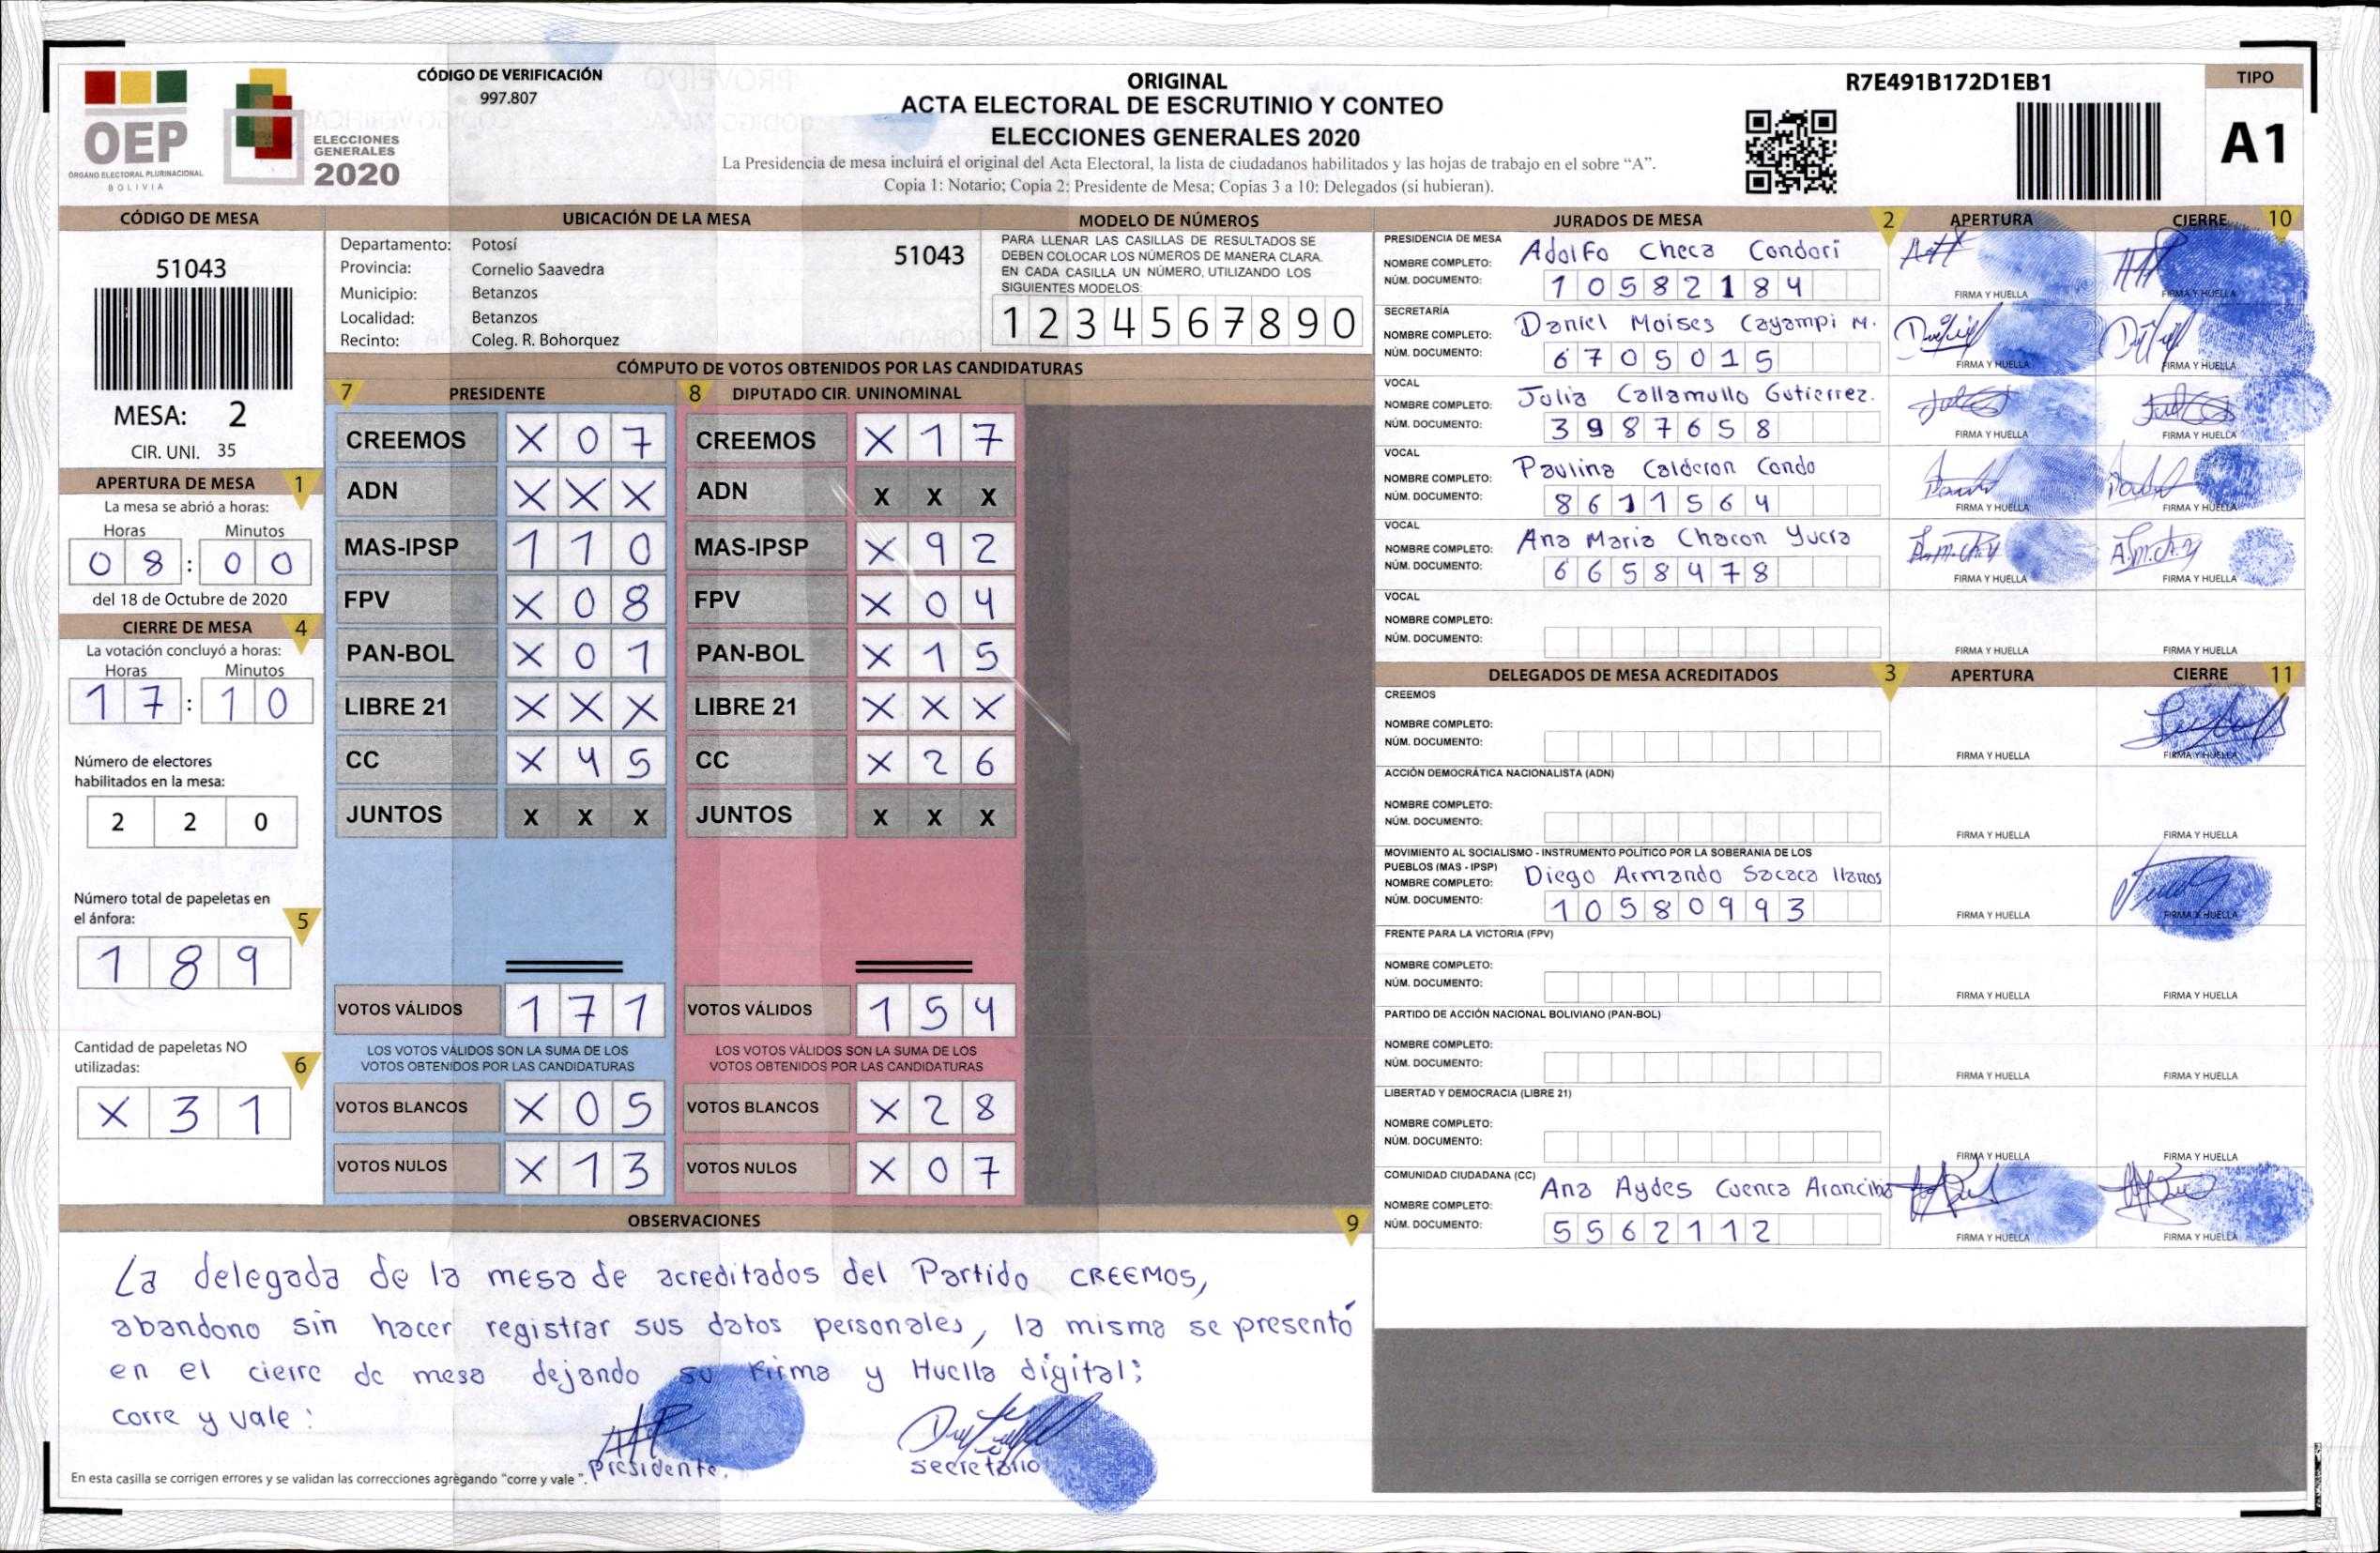 OEP
ÓRGANO ELECTORAL PLURINACIONAL
BOLIVIA
ELECCIONES
GENERALES
2020
CÓDIGO DE VERIFICACIÓN
997.807
ORIGINAL
ACTA ELECTORAL DE ESCRUTINIO Y CONTEO
ELECCIONES GENERALES 2020
La Presidencia de mesa incluirá el original del Acta Electoral, la lista de ciudadanos habilitados y las hojas de trabajo en el sobre “A”.
Copia 1: Notario; Copia 2: Presidente de Mesa; Copias 3 a 10: Delegados (si hubieran).
R7E491B172D1EB1
TIPO
A1
CÓDIGO DE MESA
51043
MESA: 2
CIR. UNI. 35
APERTURA DE MESA 1
La mesa se abrió a horas:
Horas Minutos
0 8 : 0 0
del 18 de Octubre de 2020
CIERRE DE MESA 4
La votación concluyó a horas:
Horas Minutos
1 7 : 1 0
Número de electores
habilitados en la mesa:
2 2 0
Número total de papeletas en
el ánfora: 5
1 8 9
Cantidad de papeletas NO
utilizadas: 6
X 3 1
UBICACIÓN DE LA MESA
Departamento: Potosí 51043
Provincia: Cornelio Saavedra
Municipio: Betanzos
Localidad: Betanzos
Recinto: Coleg. R. Bohorquez
MODELO DE NÚMEROS
PARA LLENAR LAS CASILLAS DE RESULTADOS SE
DEBEN COLOCAR LOS NÚMEROS DE MANERA CLARA.
EN CADA CASILLA UN NÚMERO, UTILIZANDO LOS
SIGUIENTES MODELOS:
1 2 3 4 5 6 7 8 9 0
CÓMPUTO DE VOTOS OBTENIDOS POR LAS CANDIDATURAS
7 PRESIDENTE 8 DIPUTADO CIR. UNINOMINAL
CREEMOS X 0 7 CREEMOS X 1 7
ADN X X X ADN X X X
MAS-IPSP 1 1 0 MAS-IPSP X 9 2
FPV X 0 8 FPV X 0 4
PAN-BOL X 0 1 PAN-BOL X 1 5
LIBRE 21 X X X LIBRE 21 X X X
CC X 4 5 CC X 2 6
JUNTOS X X X JUNTOS X X X
VOTOS VÁLIDOS 1 7 1 VOTOS VÁLIDOS 1 5 4
LOS VOTOS VÁLIDOS SON LA SUMA DE LOS LOS VOTOS VÁLIDOS SON LA SUMA DE LOS
VOTOS OBTENIDOS POR LAS CANDIDATURAS VOTOS OBTENIDOS POR LAS CANDIDATURAS
VOTOS BLANCOS X 0 5 VOTOS BLANCOS X 2 8
VOTOS NULOS X 1 3 VOTOS NULOS X 0 7
JURADOS DE MESA 2 APERTURA CIERRE 10
PRESIDENCIA DE MESA
NOMBRE COMPLETO: Adolfo Checa Condori
NÚM. DOCUMENTO: 1 0 5 8 2 1 8 4
FIRMA Y HUELLA FIRMA Y HUELLA
SECRETARÍA
NOMBRE COMPLETO: Daniel Moises Cayampi M.
NÚM. DOCUMENTO: 6 7 0 5 0 1 5
FIRMA Y HUELLA FIRMA Y HUELLA
VOCAL
NOMBRE COMPLETO: Julia Callamullo Gutierrez.
NÚM. DOCUMENTO: 3 9 8 7 6 5 8
FIRMA Y HUELLA FIRMA Y HUELLA
VOCAL
NOMBRE COMPLETO: Paulina Calderon Condo
NÚM. DOCUMENTO: 8 6 1 1 5 6 4
FIRMA Y HUELLA FIRMA Y HUELLA
VOCAL
NOMBRE COMPLETO: Ana Maria Chacon Yucra
NÚM. DOCUMENTO: 6 6 5 8 4 7 8
FIRMA Y HUELLA FIRMA Y HUELLA
VOCAL
NOMBRE COMPLETO:
NÚM. DOCUMENTO:
FIRMA Y HUELLA FIRMA Y HUELLA
DELEGADOS DE MESA ACREDITADOS 3 APERTURA CIERRE 11
CREEMOS
NOMBRE COMPLETO:
NÚM. DOCUMENTO:
FIRMA Y HUELLA FIRMA Y HUELLA
ACCIÓN DEMOCRÁTICA NACIONALISTA (ADN)
NOMBRE COMPLETO:
NÚM. DOCUMENTO:
FIRMA Y HUELLA FIRMA Y HUELLA
MOVIMIENTO AL SOCIALISMO - INSTRUMENTO POLÍTICO POR LA SOBERANIA DE LOS
PUEBLOS (MAS - IPSP)
NOMBRE COMPLETO: Diego Armando Sacaca llanos
NÚM. DOCUMENTO: 1 0 5 8 0 9 9 3
FIRMA Y HUELLA FIRMA Y HUELLA
FRENTE PARA LA VICTORIA (FPV)
NOMBRE COMPLETO:
NÚM. DOCUMENTO:
FIRMA Y HUELLA FIRMA Y HUELLA
PARTIDO DE ACCIÓN NACIONAL BOLIVIANO (PAN-BOL)
NOMBRE COMPLETO:
NÚM. DOCUMENTO:
FIRMA Y HUELLA FIRMA Y HUELLA
LIBERTAD Y DEMOCRACIA (LIBRE 21)
NOMBRE COMPLETO:
NÚM. DOCUMENTO:
FIRMA Y HUELLA FIRMA Y HUELLA
COMUNIDAD CIUDADANA (CC)
NOMBRE COMPLETO: Ana Aydes Cuenca Arancibia
NÚM. DOCUMENTO: 5 5 6 2 1 1 2
FIRMA Y HUELLA FIRMA Y HUELLA
OBSERVACIONES 9
La delegada de la mesa de acreditados del Partido CREEMOS,
abandono sin hacer registrar sus datos personales, la misma se presentó
en el cierre de mesa dejando su Firma y Huella digital;
corre y vale:
presidente. secretario
En esta casilla se corrigen errores y se validan las correcciones agregando “corre y vale”.